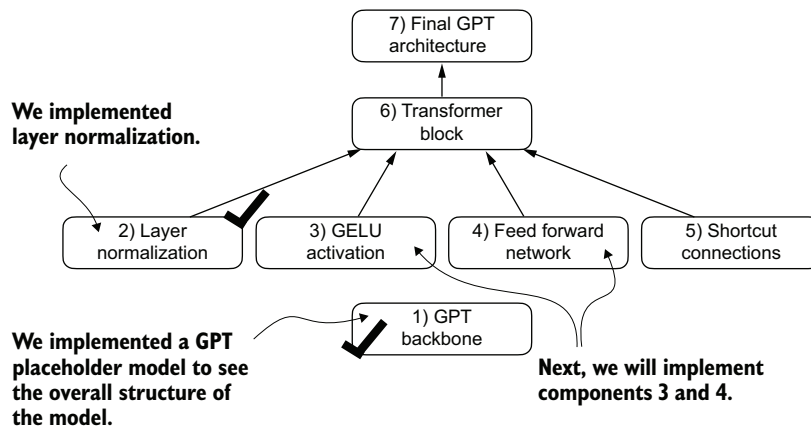 7) Final GPT
architecture
We implemented
layer normalization.
6) Transformer
block
2) Layer
normalization
3) GELU
activation
4) Feed forward
network
5) Shortcut
connections
1) GPT
backbone
We implemented a GPT
placeholder model to see
the overall structure of
the model.
Next, we will implement
components 3 and 4.